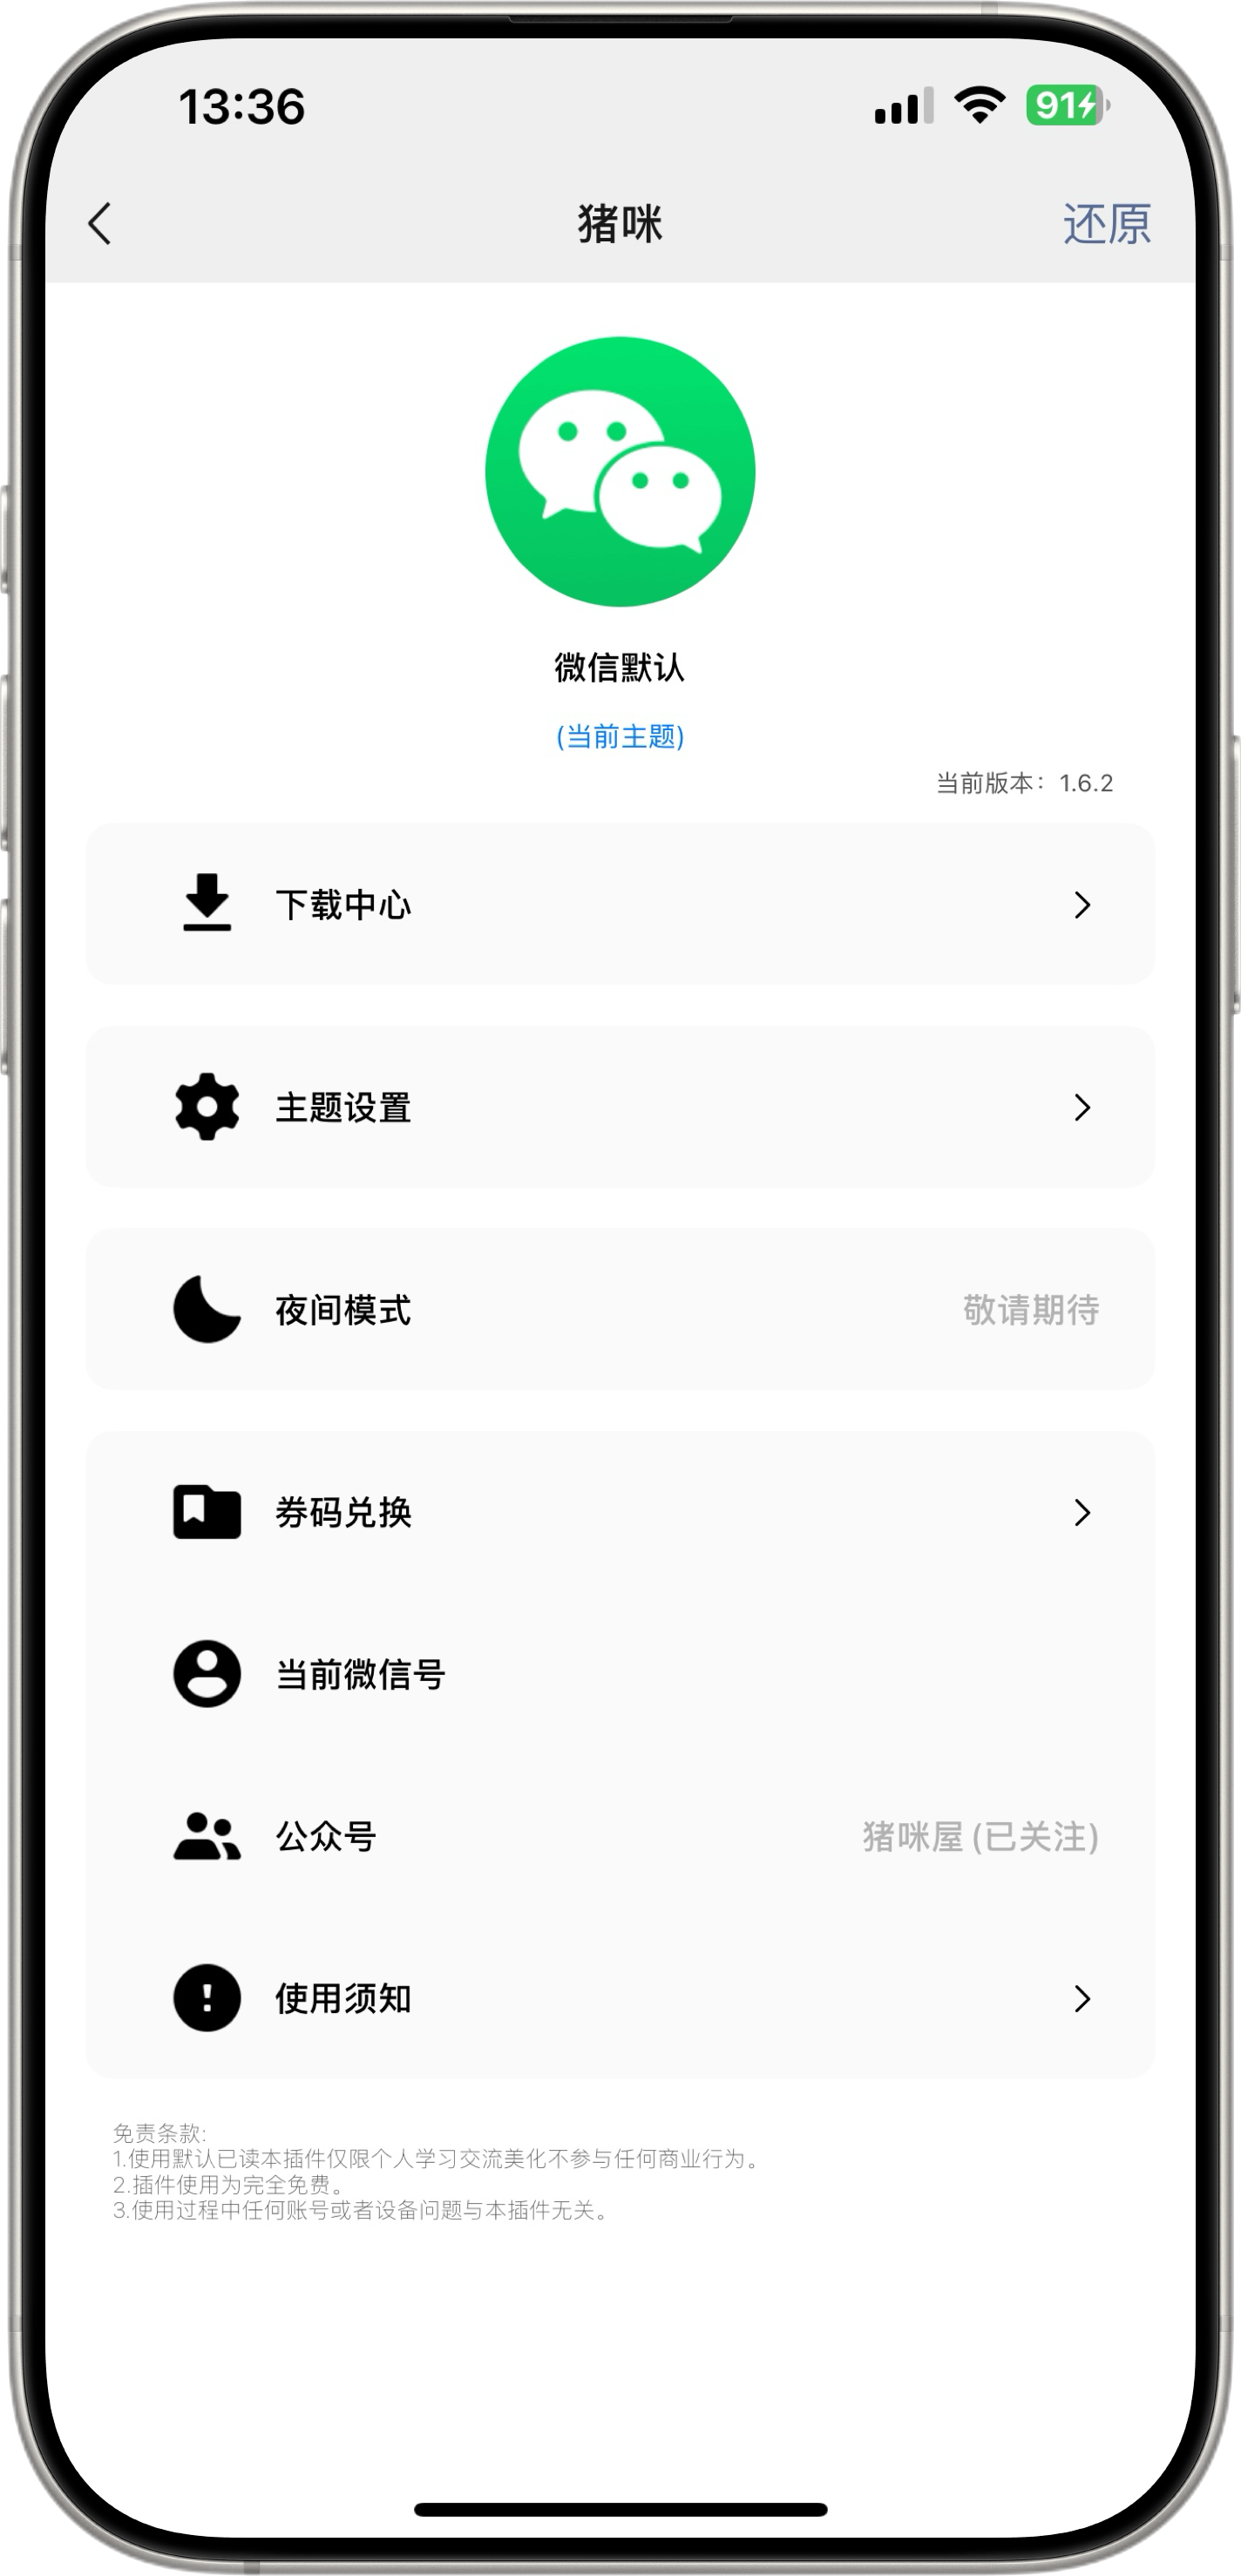 13:36
91
猪咪
还原
微信默认
(当前主题)
当前版本：1.6.2
下载中心
主题设置
夜间模式
敬请期待
券码兑换
当前微信号
公众号
猪咪屋 (已关注)
使用须知
免责条款:
1.使用默认已读本插件仅限个人学习交流美化不参与任何商业行为。
2.插件使用为完全免费。
3.使用过程中任何账号或者设备问题与本插件无关。